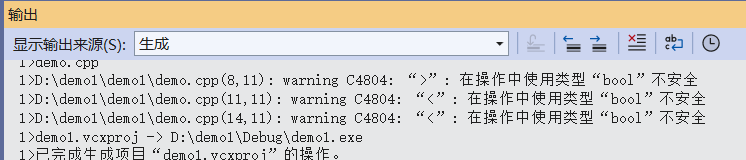 输出
显示输出来源(S): 生成
1>demo.cpp
1>D:\demo1\demo1\demo.cpp(8,11): warning C4804: “>”: 在操作中使用类型“bool”不安全
1>D:\demo1\demo1\demo.cpp(11,11): warning C4804: “<”: 在操作中使用类型“bool”不安全
1>D:\demo1\demo1\demo.cpp(14,11): warning C4804: “<”: 在操作中使用类型“bool”不安全
1>demo1.vcxproj -> D:\demo1\Debug\demo1.exe
1>已完成生成项目“demo1.vcxproj”的操作。